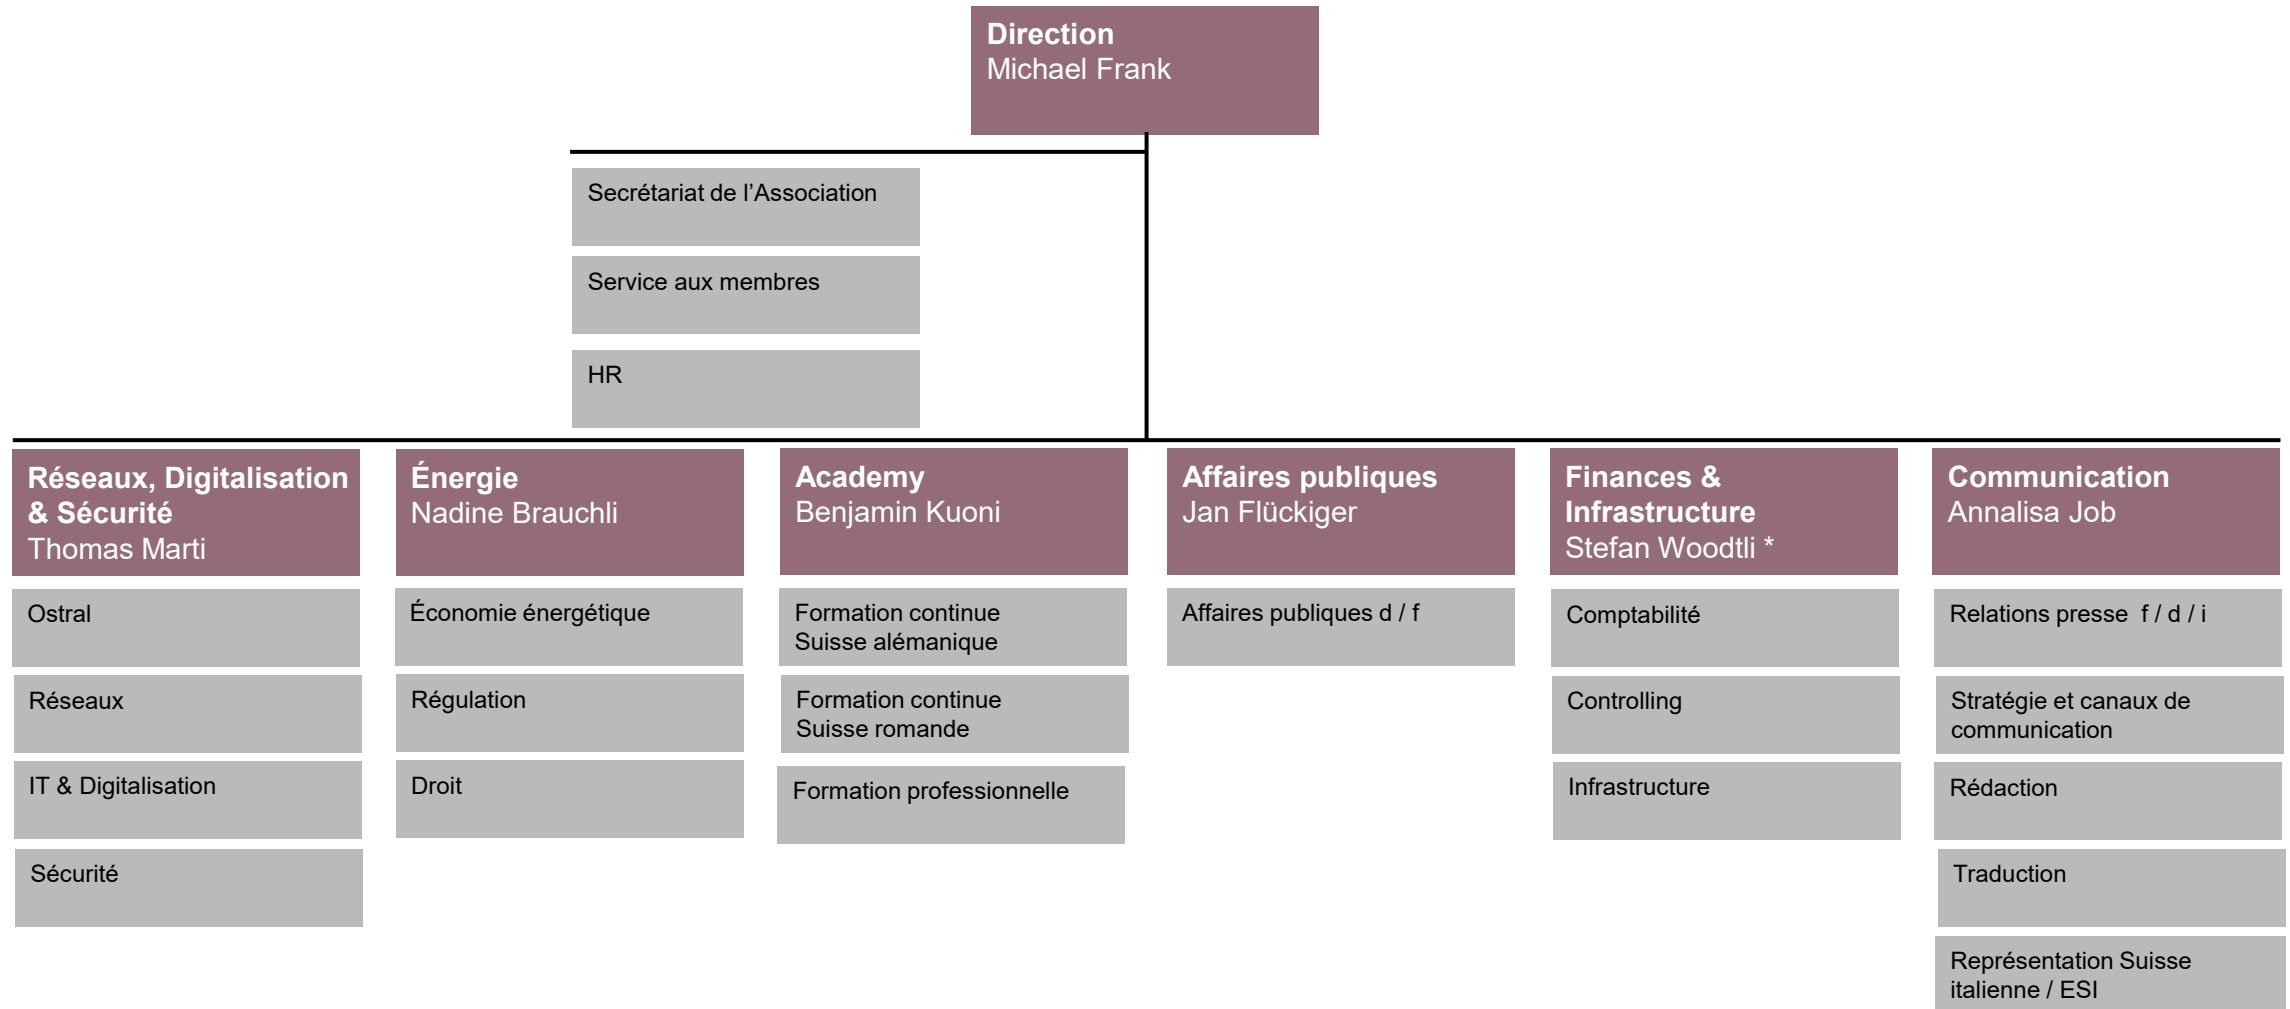 Direction
Michael Frank
Secrétariat de l’Association
Service aux membres
HR
Réseaux, Digitalisation
& Sécurité
Thomas Marti
Ostral
Réseaux
IT & Digitalisation
Sécurité
Énergie
Nadine Brauchli
Économie énergétique
Régulation
Droit
Academy
Benjamin Kuoni
Formation continue
Suisse alémanique
Formation continue
Suisse romande
Formation professionnelle
Affaires publiques
Jan Flückiger
Affaires publiques d / f
Finances &
Infrastructure
Stefan Woodtli *
Comptabilité
Controlling
Infrastructure
Communication
Annalisa Job
Relations presse  f / d / i
Stratégie et canaux de
communication
Rédaction
Traduction
Représentation Suisse
italienne / ESI